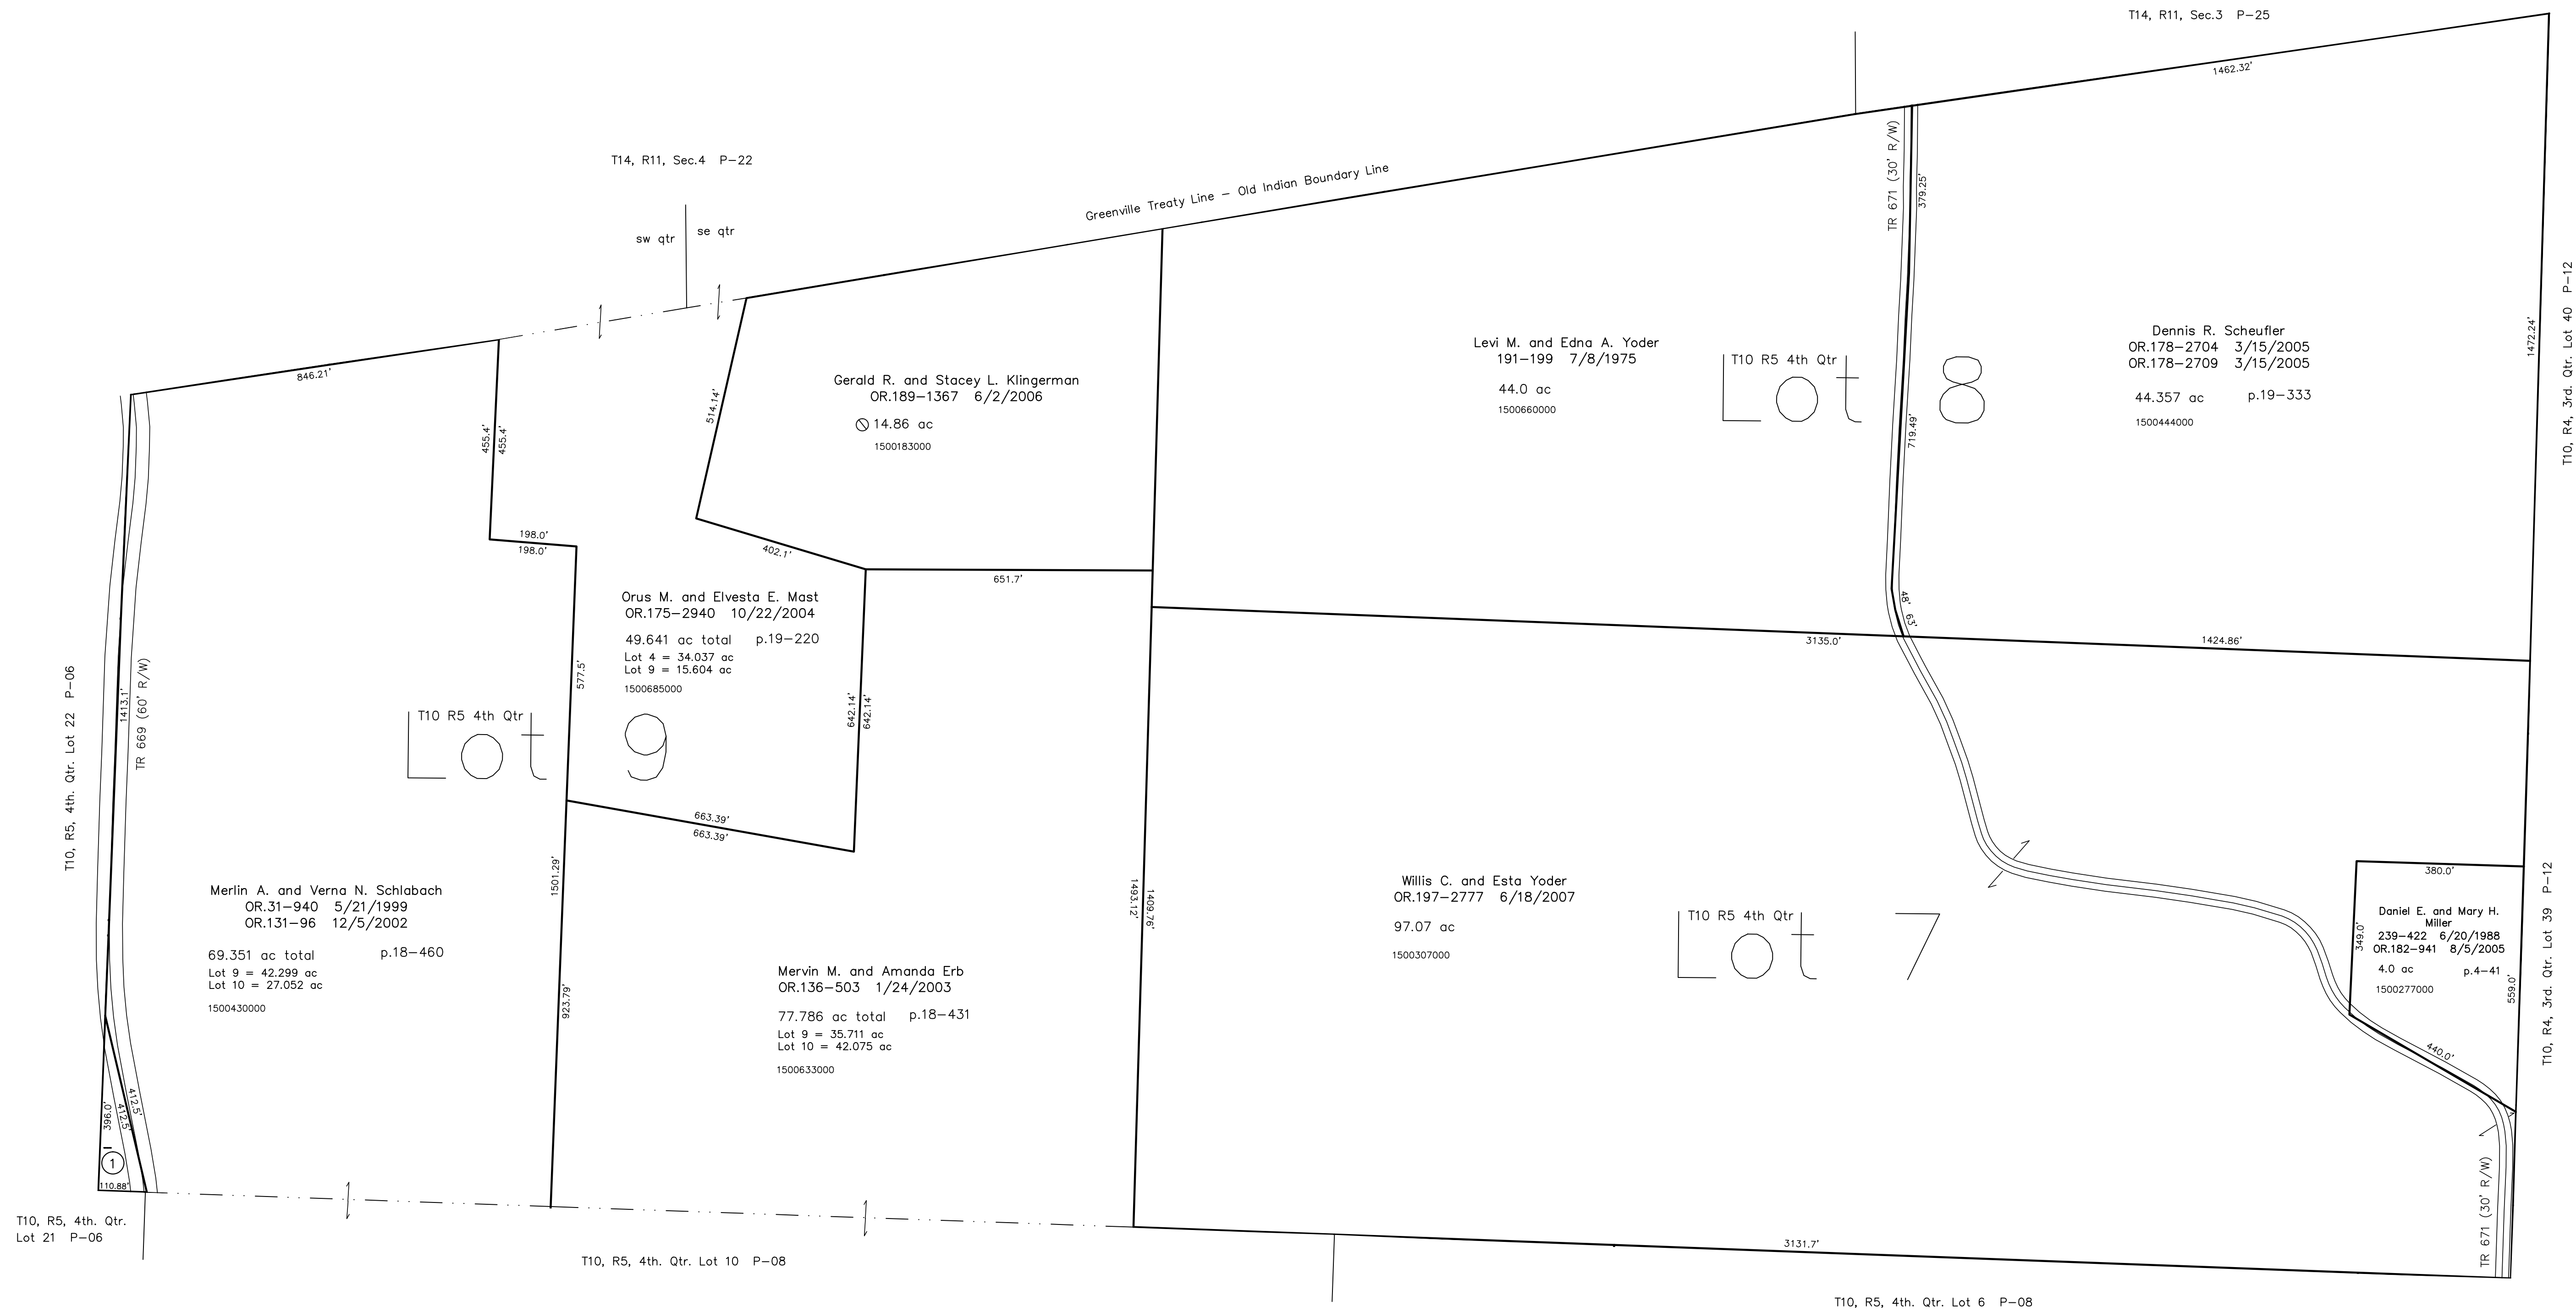 T14, R11, Sec.3 P-25
1462.32'
T14, R11, Sec.4 P-22
sw qtr
se qtr
Greenville Treaty Line - Old Indian Boundary Line
TR 671 (30' R/W)
379.25'
719.49'
48'
63'
1472.24'
T10, R4, 3rd. Qtr. Lot 40 P-12
846.21'
455.4'
455.4'
198.0'
198.0'
514.14'
402.1'
651.7'
Gerald R. and Stacey L. Klingerman
OR.189-1367 6/2/2006
14.86 ac
1500183000
Levi M. and Edna A. Yoder
191-199 7/8/1975
44.0 ac
1500660000
T10 R5 4th Qtr
Lot 8
Dennis R. Scheufler
OR.178-2704 3/15/2005
OR.178-2709 3/15/2005
44.357 ac p.19-333
1500444000
3135.0'
1424.86'
Orus M. and Elvesta E. Mast
OR.175-2940 10/22/2004
49.641 ac total p.19-220
Lot 4 = 34.037 ac
Lot 9 = 15.604 ac
1500685000
577.5'
642.14'
642.14'
663.39'
663.39'
T10, R5, 4th. Qtr. Lot 22 P-06
1413.1'
TR 669 (60' R/W)
T10 R5 4th Qtr
Lot 9
Merlin A. and Verna N. Schlabach
OR.31-940 5/21/1999
OR.131-96 12/5/2002
69.351 ac total p.18-460
Lot 9 = 42.299 ac
Lot 10 = 27.052 ac
1500430000
1501.29'
923.79'
Mervin M. and Amanda Erb
OR.136-503 1/24/2003
77.786 ac total p.18-431
Lot 9 = 35.711 ac
Lot 10 = 42.075 ac
1500633000
1493.12'
1409.76'
Willis C. and Esta Yoder
OR.197-2777 6/18/2007
97.07 ac
1500307000
T10 R5 4th Qtr
Lot 7
380.0'
349.0'
Daniel E. and Mary H.
Miller
239-422 6/20/1988
OR.182-941 8/5/2005
4.0 ac p.4-41
1500277000
559.0'
440.0'
T10, R4, 3rd. Qtr. Lot 39 P-12
TR 671 (30' R/W)
396.0'
412.5'
412.5'
1
110.88'
T10, R5, 4th. Qtr.
Lot 21 P-06
T10, R5, 4th. Qtr. Lot 10 P-08
3131.7'
T10, R5, 4th. Qtr. Lot 6 P-08